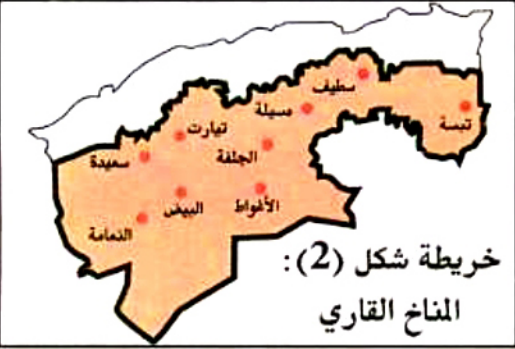 سطيف
مسيلة
تبسة
تيارت
الجلفة
سعيدة
الأغواط
البيض
النعامة
خريطة شكل (2):
المناخ القاري